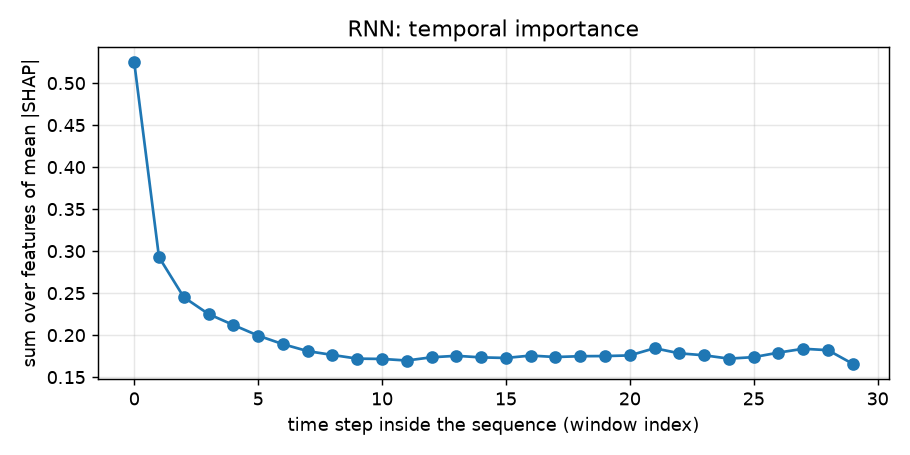 RNN: temporal importance
sum over features of mean |SHAP|
0.50
0.45
0.40
0.35
0.30
0.25
0.20
0.15
0 5 10 15 20 25 30
time step inside the sequence (window index)